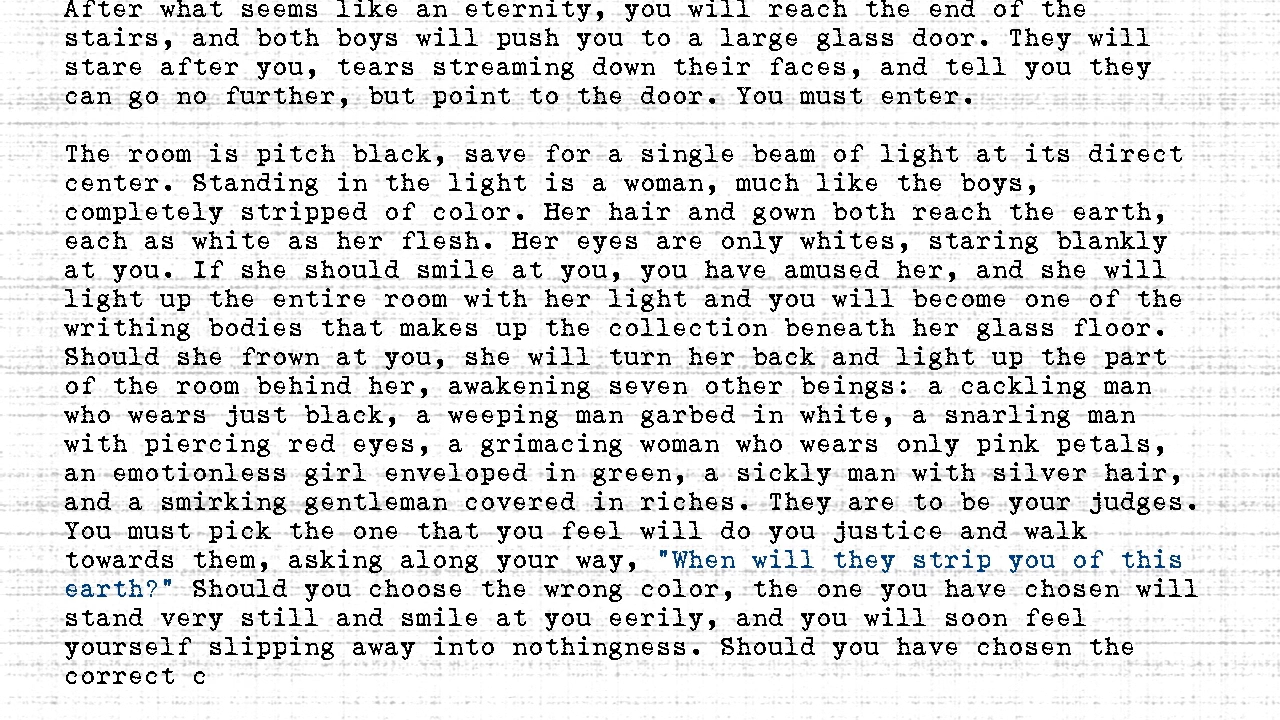 After what seems like an eternity, you will reach the end of the
stairs, and both boys will push you to a large glass door. They will
stare after you, tears streaming down their faces, and tell you they
can go no further, but point to the door. You must enter.
The room is pitch black, save for a single beam of light at its direct
center. Standing in the light is a woman, much like the boys,
completely stripped of color. Her hair and gown both reach the earth,
each as white as her flesh. Her eyes are only whites, staring blankly
at you. If she should smile at you, you have amused her, and she will
light up the entire room with her light and you will become one of the
writhing bodies that makes up the collection beneath her glass floor.
Should she frown at you, she will turn her back and light up the part
of the room behind her, awakening seven other beings: a cackling man
who wears just black, a weeping man garbed in white, a snarling man
with piercing red eyes, a grimacing woman who wears only pink petals,
an emotionless girl enveloped in green, a sickly man with silver hair,
and a smirking gentleman covered in riches. They are to be your judges.
You must pick the one that you feel will do you justice and walk
towards them, asking along your way, "When will they strip you of this
earth?" Should you choose the wrong color, the one you have chosen will
stand very still and smile at you eerily, and you will soon feel
yourself slipping away into nothingness. Should you have chosen the
correct c